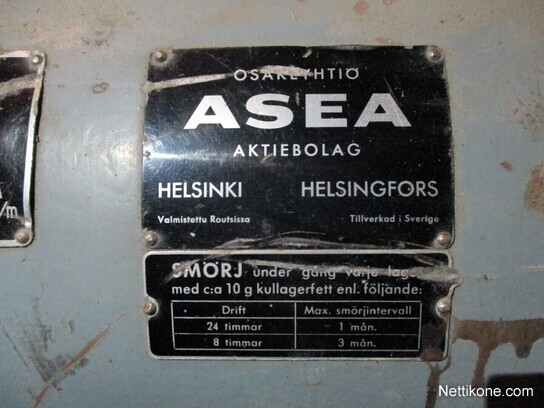 OSAKEYHTIÖ
ASEA
AKTIEBOLAG
HELSINKI HELSINGFORS
Valmistettu Routsissa Tillverkad i Sverige
/m
SMÖRJ under gång varje lager
med c:a 10 g kullagerfett enl. följande:
Drift Max. smörjintervall
24 timmar 1 mån.
8 timmar 3 mån.
Nettikone.com